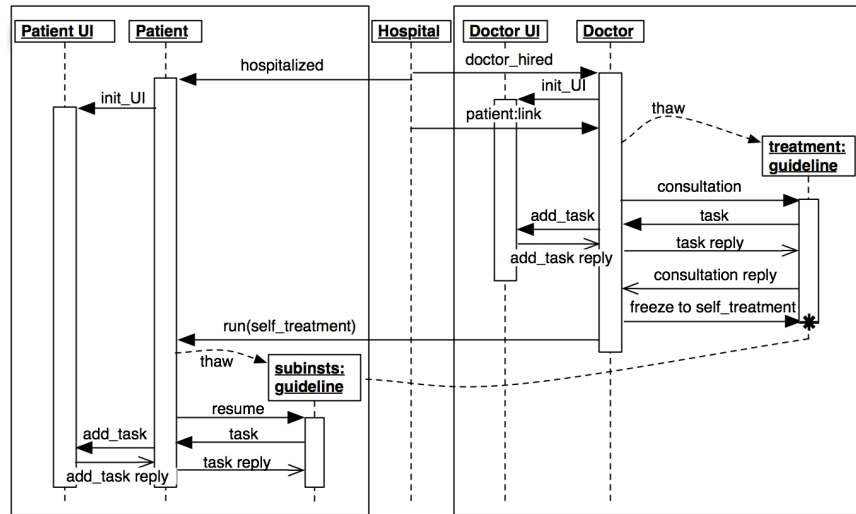 Patient UI
Patient
Hospital
Doctor UI
Doctor
hospitalized
doctor_hired
init_UI
init_UI
patient:link
thaw
treatment:
guideline
consultation
add_task
task
add_task reply
task reply
consultation reply
freeze to self_treatment
run(self_treatment)
thaw
subinsts:
guideline
resume
add_task
task
add_task reply
task reply